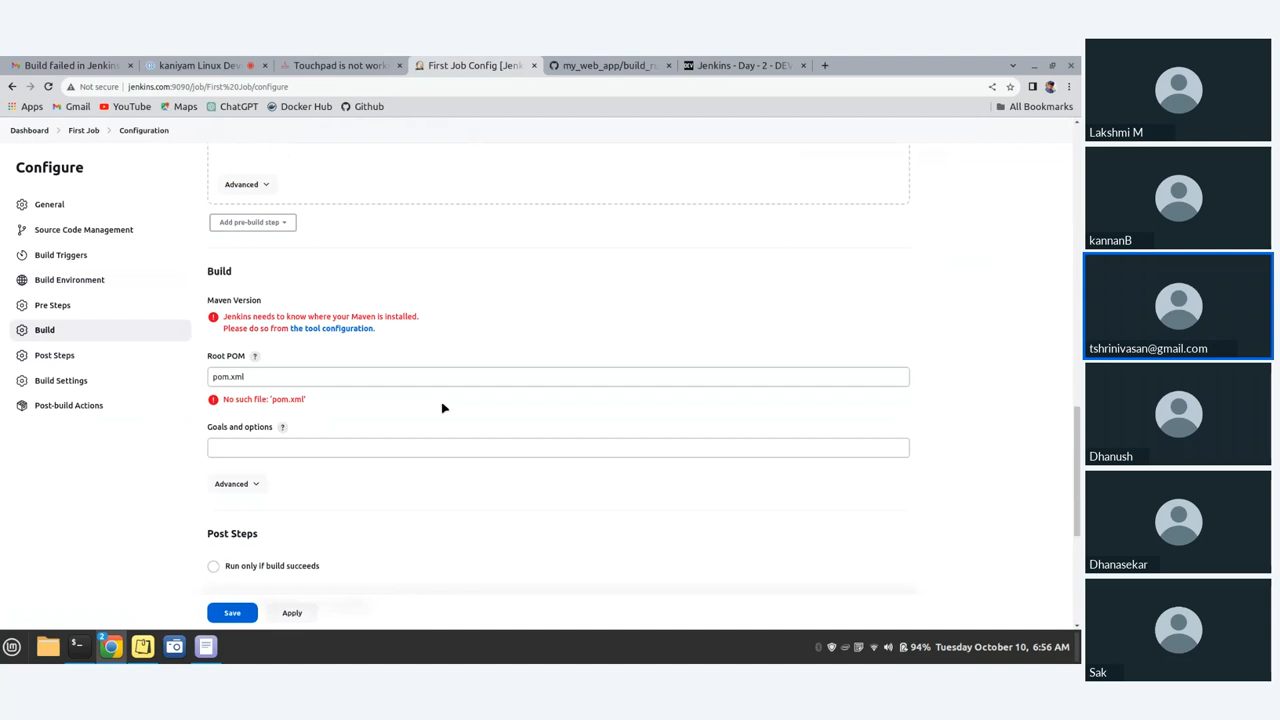 Build failed in Jenkins
kaniyam Linux Dev
Touchpad is not work
First Job Config [Jenk
my_web_app/build_ru
Jenkins - Day - 2 - DEV
Not secure
jenkins.com:9090/job/First%20Job/configure
Apps
Gmail
YouTube
Maps
ChatGPT
Docker Hub
Github
All Bookmarks
Dashboard
First Job
Configuration
Configure
General
Source Code Management
Build Triggers
Build Environment
Pre Steps
Build
Post Steps
Build Settings
Post-build Actions
Advanced
Add pre-build step
Build
Maven Version
Jenkins needs to know where your Maven is installed.
Please do so from the tool configuration.
Root POM ?
pom.xml
No such file: 'pom.xml'
Goals and options ?
Advanced
Post Steps
Run only if build succeeds
Save
Apply
2
94%
Tuesday October 10, 6:56 AM
Lakshmi M
kannanB
tshrinivasan@gmail.com
Dhanush
Dhanasekar
Sak